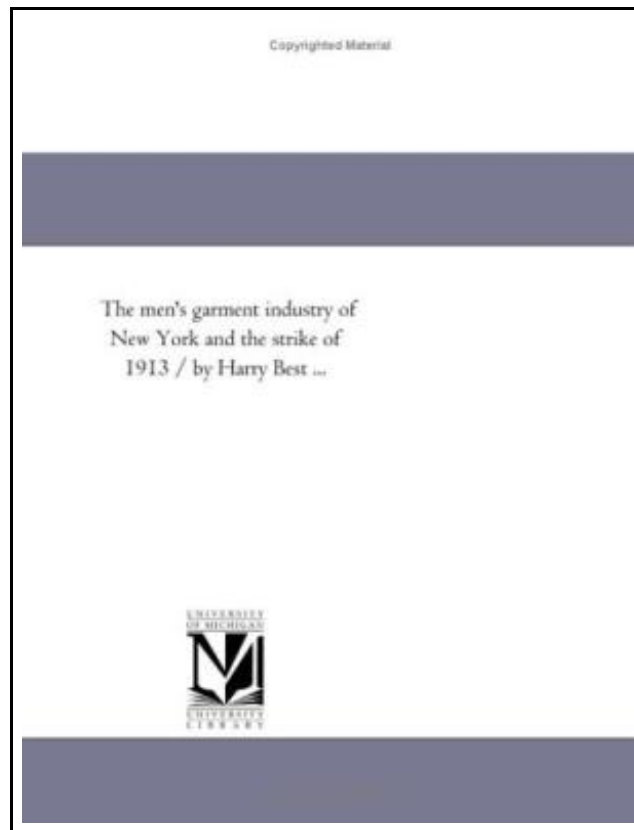 Copyrighted Material
The men's garment industry of
New York and the strike of
1913 / by Harry Best ...
UNIVERSITY
OF MICHIGAN
UNIVERSITY
LIBRARY